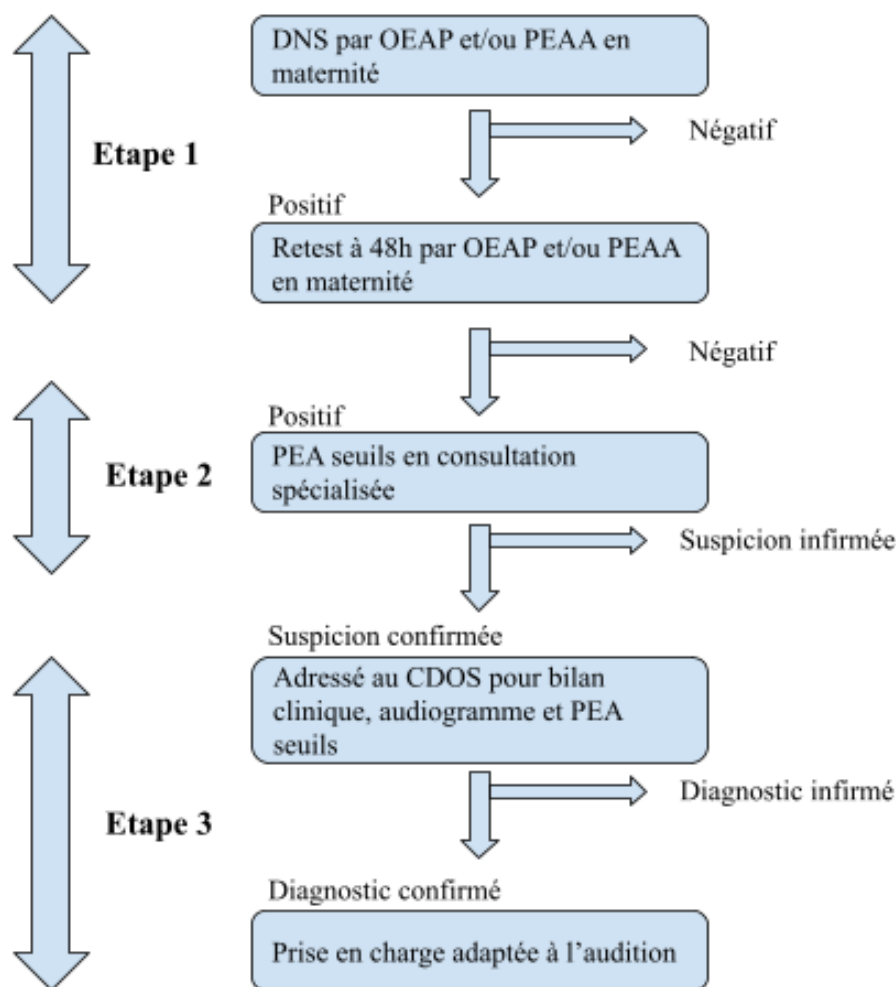 DNS par OEAP et/ou PEAA en
maternité
Négatif
Etape 1
Positif
Retest à 48h par OEAP et/ou PEAA
en maternité
Négatif
Positif
Etape 2
PEA seuils en consultation
spécialisée
Suspicion infirmée
Suspicion confirmée
Adressé au CDOS pour bilan
clinique, audiogramme et PEA
seuils
Diagnostic infirmé
Etape 3
Diagnostic confirmé
Prise en charge adaptée à l’audition